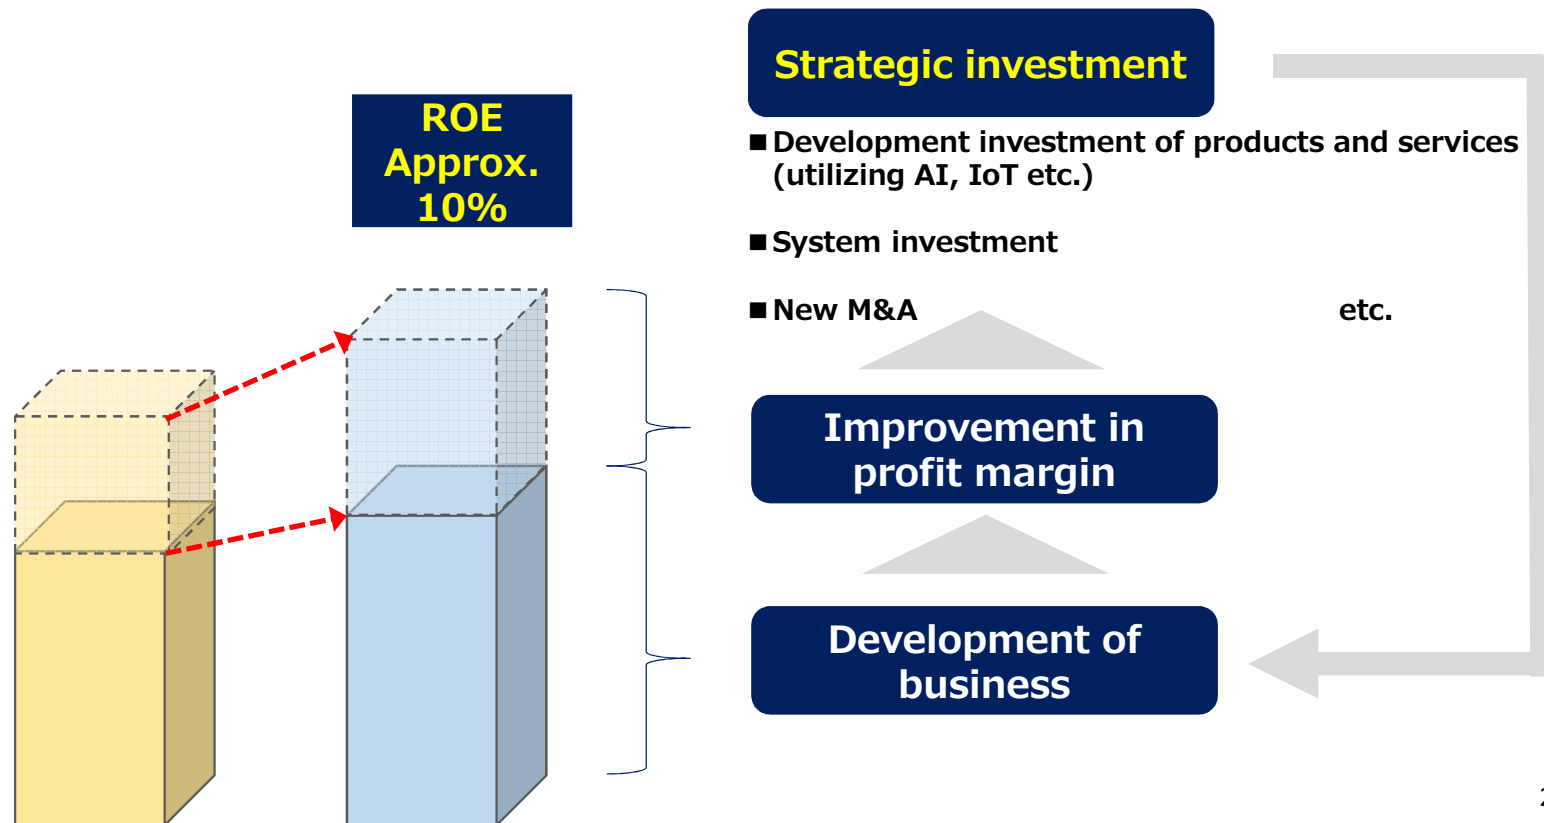 Strategic investment
ROE
Approx.
10%
■Development investment of products and services
(utilizing AI, IoT etc.)
■System investment
■New M&A etc.
Improvement in
profit margin
Development of
business